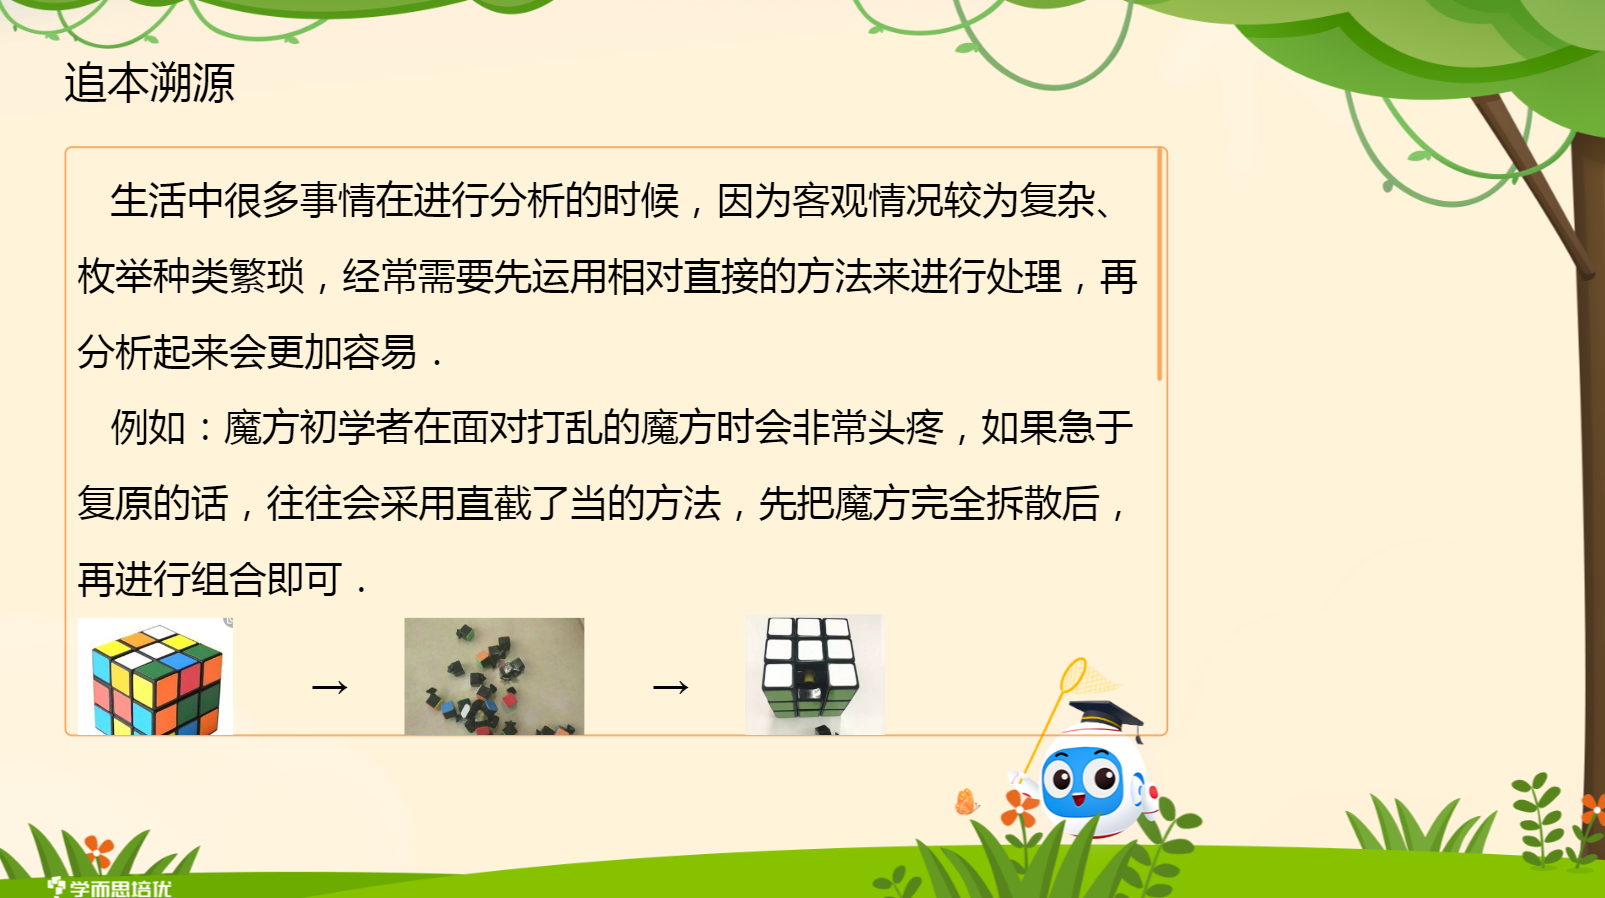 追本溯源
生活中很多事情在进行分析的时候，因为客观情况较为复杂、
枚举种类繁琐，经常需要先运用相对直接的方法来进行处理，再
分析起来会更加容易．
例如：魔方初学者在面对打乱的魔方时会非常头疼，如果急于
复原的话，往往会采用直截了当的方法，先把魔方完全拆散后，
再进行组合即可．
→ →
学而思培优